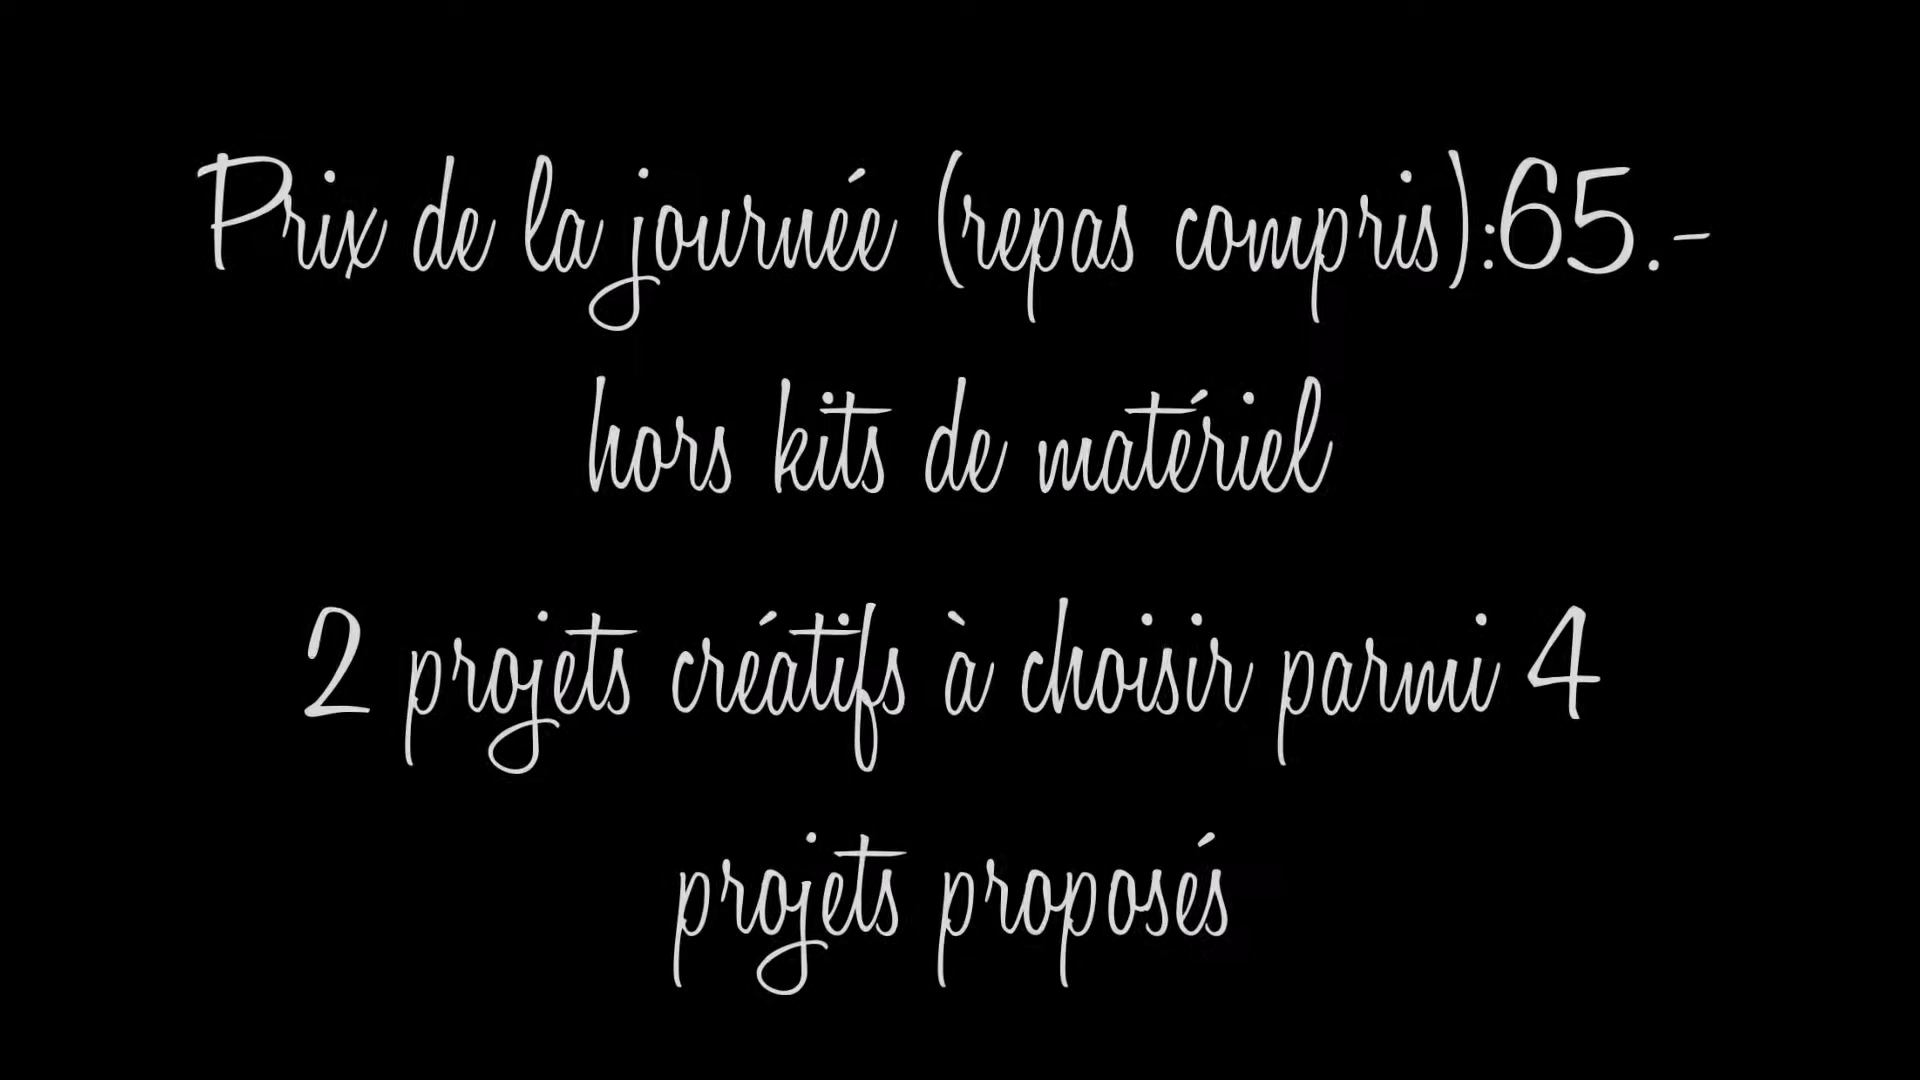 Prix de la journée (repas compris):65.-
hors kits de matériel
2 projets créatifs à choisir parmi 4
projets proposés